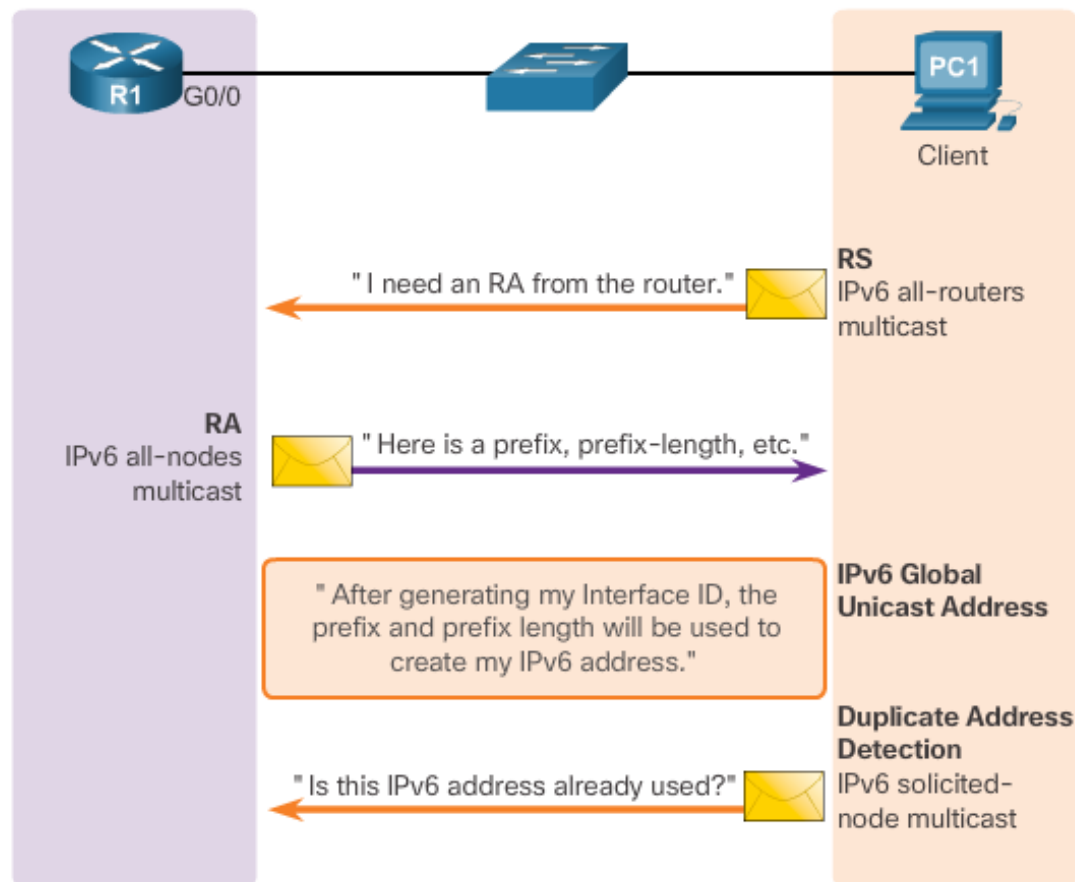 R1
G0/0
PC1
Client
"I need an RA from the router."
RS
IPv6 all-routers
multicast
RA
IPv6 all-nodes
multicast
"Here is a prefix, prefix-length, etc."
"After generating my Interface ID, the
prefix and prefix length will be used to
create my IPv6 address."
IPv6 Global
Unicast Address
"Is this IPv6 address already used?"
Duplicate Address
Detection
IPv6 solicited-
node multicast